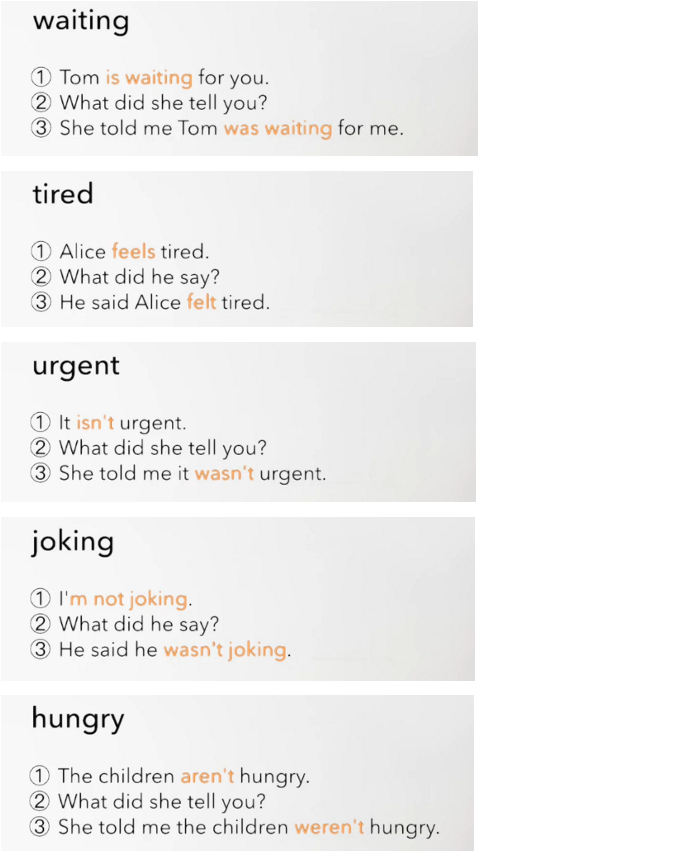 waiting
① Tom is waiting for you.
② What did she tell you?
③ She told me Tom was waiting for me.
tired
① Alice feels tired.
② What did he say?
③ He said Alice felt tired.
urgent
① It isn't urgent.
② What did she tell you?
③ She told me it wasn't urgent.
joking
① I'm not joking.
② What did he say?
③ He said he wasn't joking.
hungry
① The children aren't hungry.
② What did she tell you?
③ She told me the children weren't hungry.